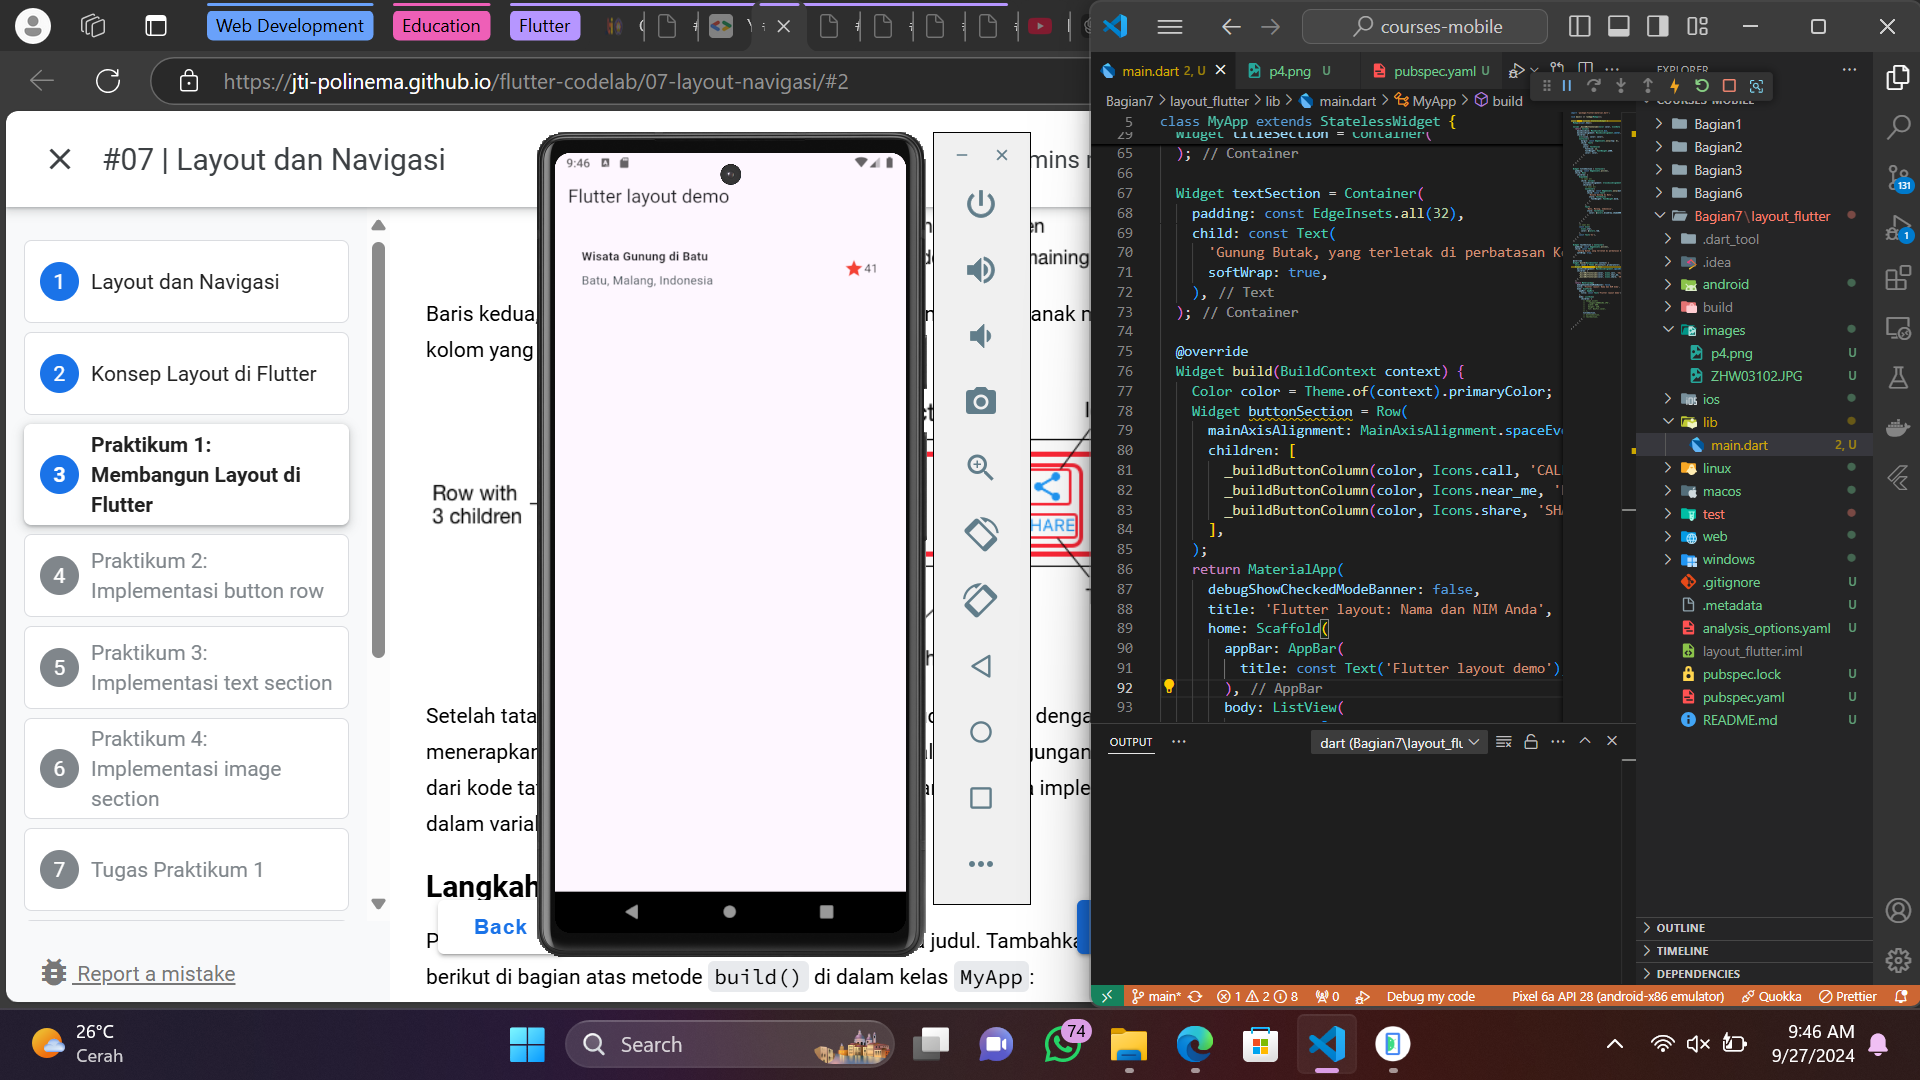 Web Development
Education
Flutter
https://jti-polinema.github.io/flutter-codelab/07-layout-navigasi/#2
#07 | Layout dan Navigasi
mins
1
Layout dan Navigasi
2
Konsep Layout di Flutter
3
Praktikum 1:
Membangun Layout di
Flutter
4
Praktikum 2:
Implementasi button row
5
Praktikum 3:
Implementasi text section
6
Praktikum 4:
Implementasi image
section
7
Tugas Praktikum 1
Report a mistake
Baris kedua,
anak
kolom yang
Row with
3 children
HARE
Setelah tata
menerapkan
dari kode ta
dalam
Langkah
Back
judul. Tambahka
berikut di bagian atas metode build() di dalam kelas MyApp:
9:46
Flutter layout demo
Wisata Gunung di Batu
Batu, Malang, Indonesia
41
courses-mobile
main.dart 2, U
p4.png U
pubspec.yaml U
Bagian7 > layout_flutter > lib > main.dart > MyApp > build
5 class MyApp extends StatelessWidget {
29 Widget titleSection = Container(
65 ); // Container
66
67 Widget textSection = Container(
68 padding: const EdgeInsets.all(32),
69 child: const Text(
70 'Gunung Butak, yang terletak di perbatasan K
71 softWrap: true,
72 ), // Text
73 ); // Container
74
75 @override
76 Widget build(BuildContext context) {
77 Color color = Theme.of(context).primaryColor;
78 Widget buttonSection = Row(
79 mainAxisAlignment: MainAxisAlignment.spaceEv
80 children: [
81 _buildButtonColumn(color, Icons.call, 'CAL
82 _buildButtonColumn(color, Icons.near_me, '
83 _buildButtonColumn(color, Icons.share, 'SH
84 ],
85 );
86 return MaterialApp(
87 debugShowCheckedModeBanner: false,
88 title: 'Flutter layout: Nama dan NIM Anda',
89 home: Scaffold(
90 appBar: AppBar(
91 title: const Text('Flutter layout demo')
92 ), // AppBar
93 body: ListView(
OUTPUT
dart (Bagian7\layout_flu
EXPLORER
COURSES-MOBILE
Bagian1
Bagian2
Bagian3
Bagian6
Bagian7\layout_flutter
.dart_tool
.idea
android
build
images
p4.png U
ZHW03102.JPG U
ios
lib
main.dart 2, U
linux
macos
test
web
windows
.gitignore U
.metadata U
analysis_options.yaml U
layout_flutter.iml
pubspec.lock U
pubspec.yaml U
README.md U
OUTLINE
TIMELINE
DEPENDENCIES
131
1
main*
1 2 8
0
Debug my code
Pixel 6a API 28 (android-x86 emulator)
Quokka
Prettier
26°C
Cerah
Search
74
9:46 AM
9/27/2024